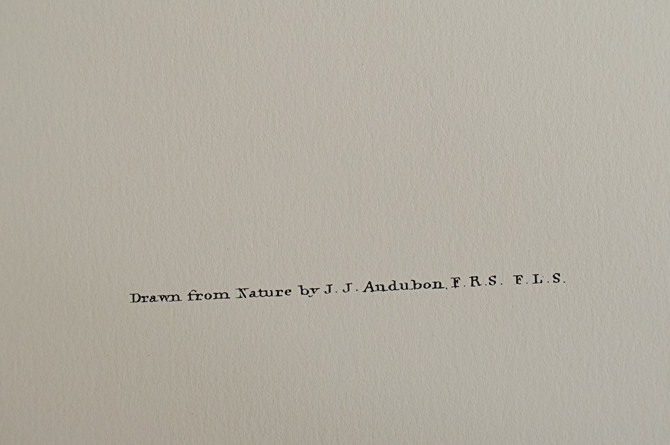 Drawn from Nature by J. J. Andubon, F. R. S. F. L. S.